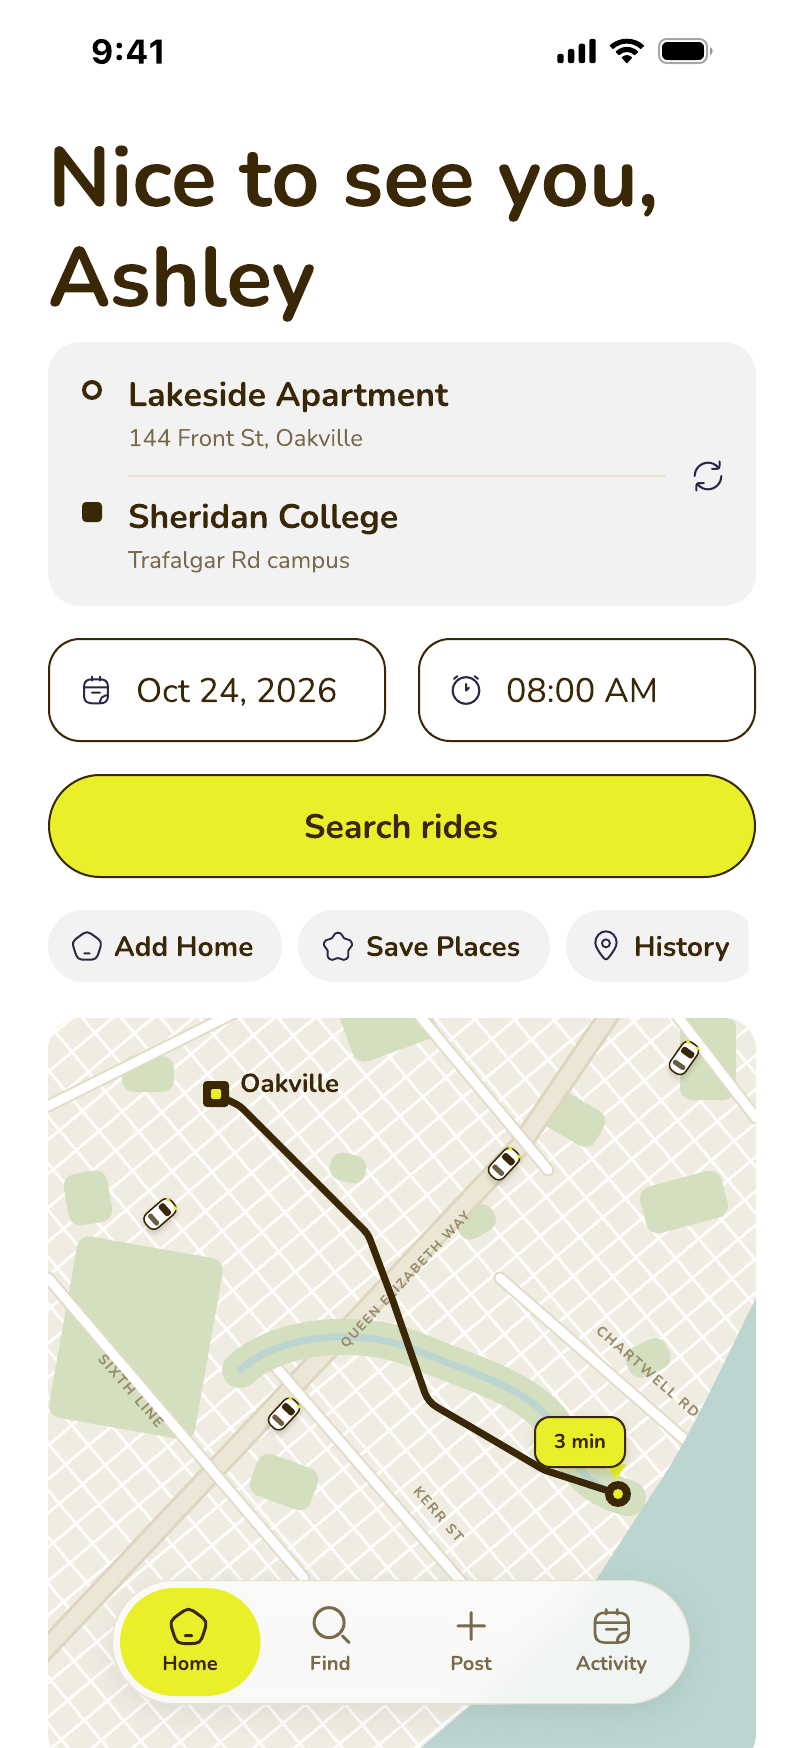 9:41
Nice to see you,
Ashley
Lakeside Apartment
144 Front St, Oakville
Sheridan College
Trafalgar Rd campus
Oct 24, 2026
08:00 AM
Search rides
Add Home
Save Places
History
Oakville
QUEEN ELIZABETH WAY
CHARTWELL RD
SIXTH LINE
3 min
KERR ST
Home
Find
Post
Activity